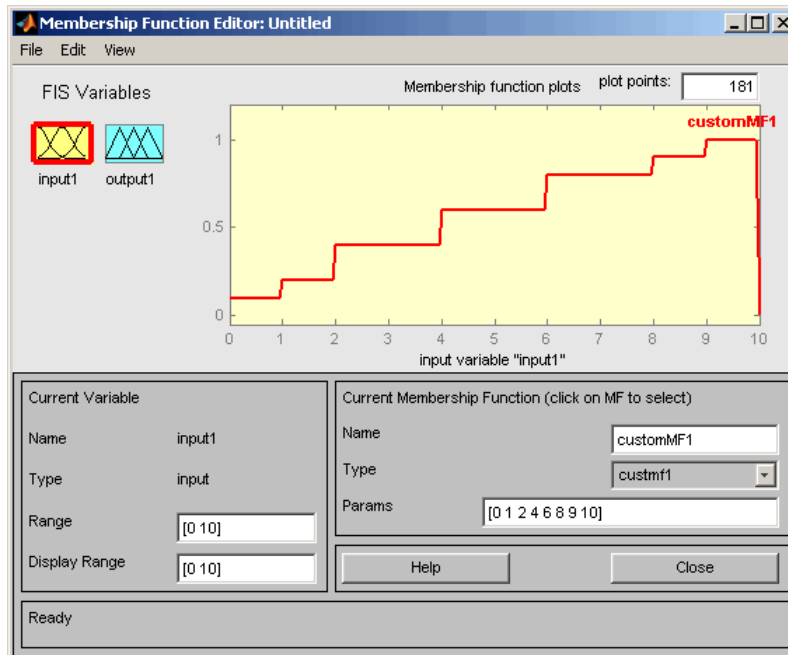 Membership Function Editor: Untitled
File Edit View
FIS Variables
Membership function plots plot points: 181
input1 output1
customMF1
1
0.5
0
0 1 2 3 4 5 6 7 8 9 10
input variable "input1"
Current Variable
Name input1
Type input
Range [0 10]
Display Range [0 10]
Current Membership Function (click on MF to select)
Name customMF1
Type custmf1
Params [0 1 2 4 6 8 9 10]
Help Close
Ready